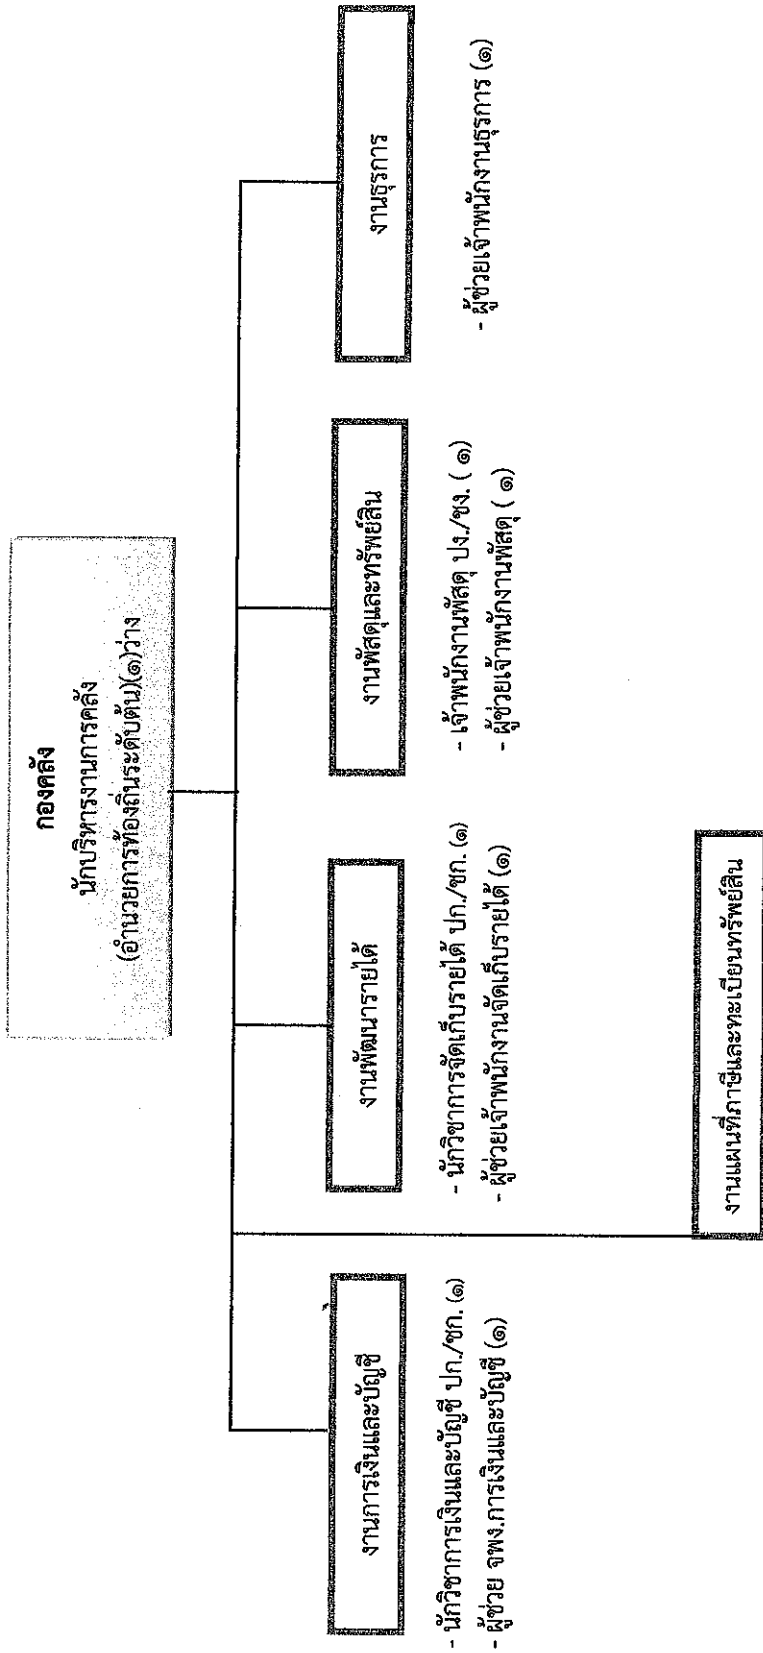 กองคลัง
นักบริหารงานการคลัง
(อำนวยการท้องถิ่นระดับต้น)(๑)ว่าง
งานการเงินและบัญชี
- นักวิชาการเงินและบัญชี ปก./ชก. (๑)
- ผู้ช่วย จพง.การเงินและบัญชี (๑)
งานพัฒนารายได้
- นักวิชาการจัดเก็บรายได้ ปก./ชก. (๑)
- ผู้ช่วยเจ้าพนักงานจัดเก็บรายได้ (๑)
งานพัสดุและทรัพย์สิน
- เจ้าพนักงานพัสดุ ปง./ชง. ( ๑)
- ผู้ช่วยเจ้าพนักงานพัสดุ ( ๑)
งานธุรการ
- ผู้ช่วยเจ้าพนักงานธุรการ (๑)
งานแผนที่ภาษีและทะเบียนทรัพย์สิน